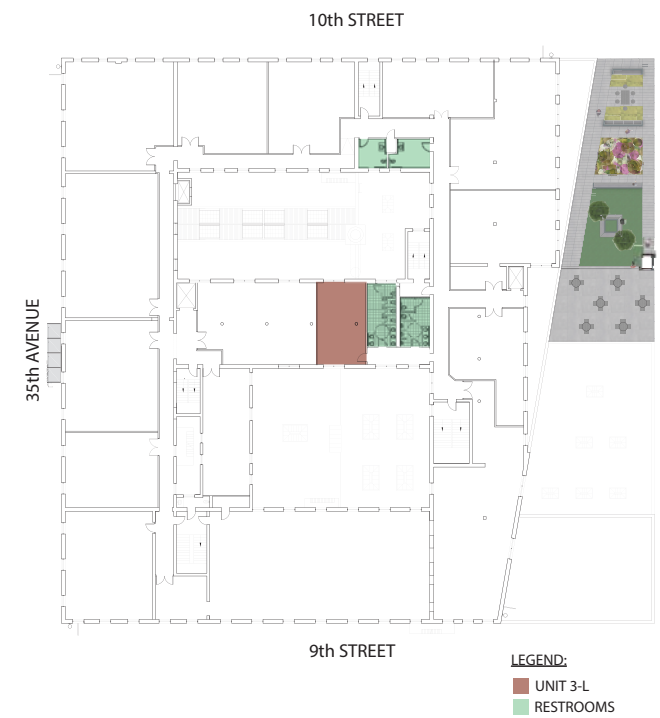 10th STREET
35th AVENUE
9th STREET
LEGEND:
UNIT 3-L
RESTROOMS